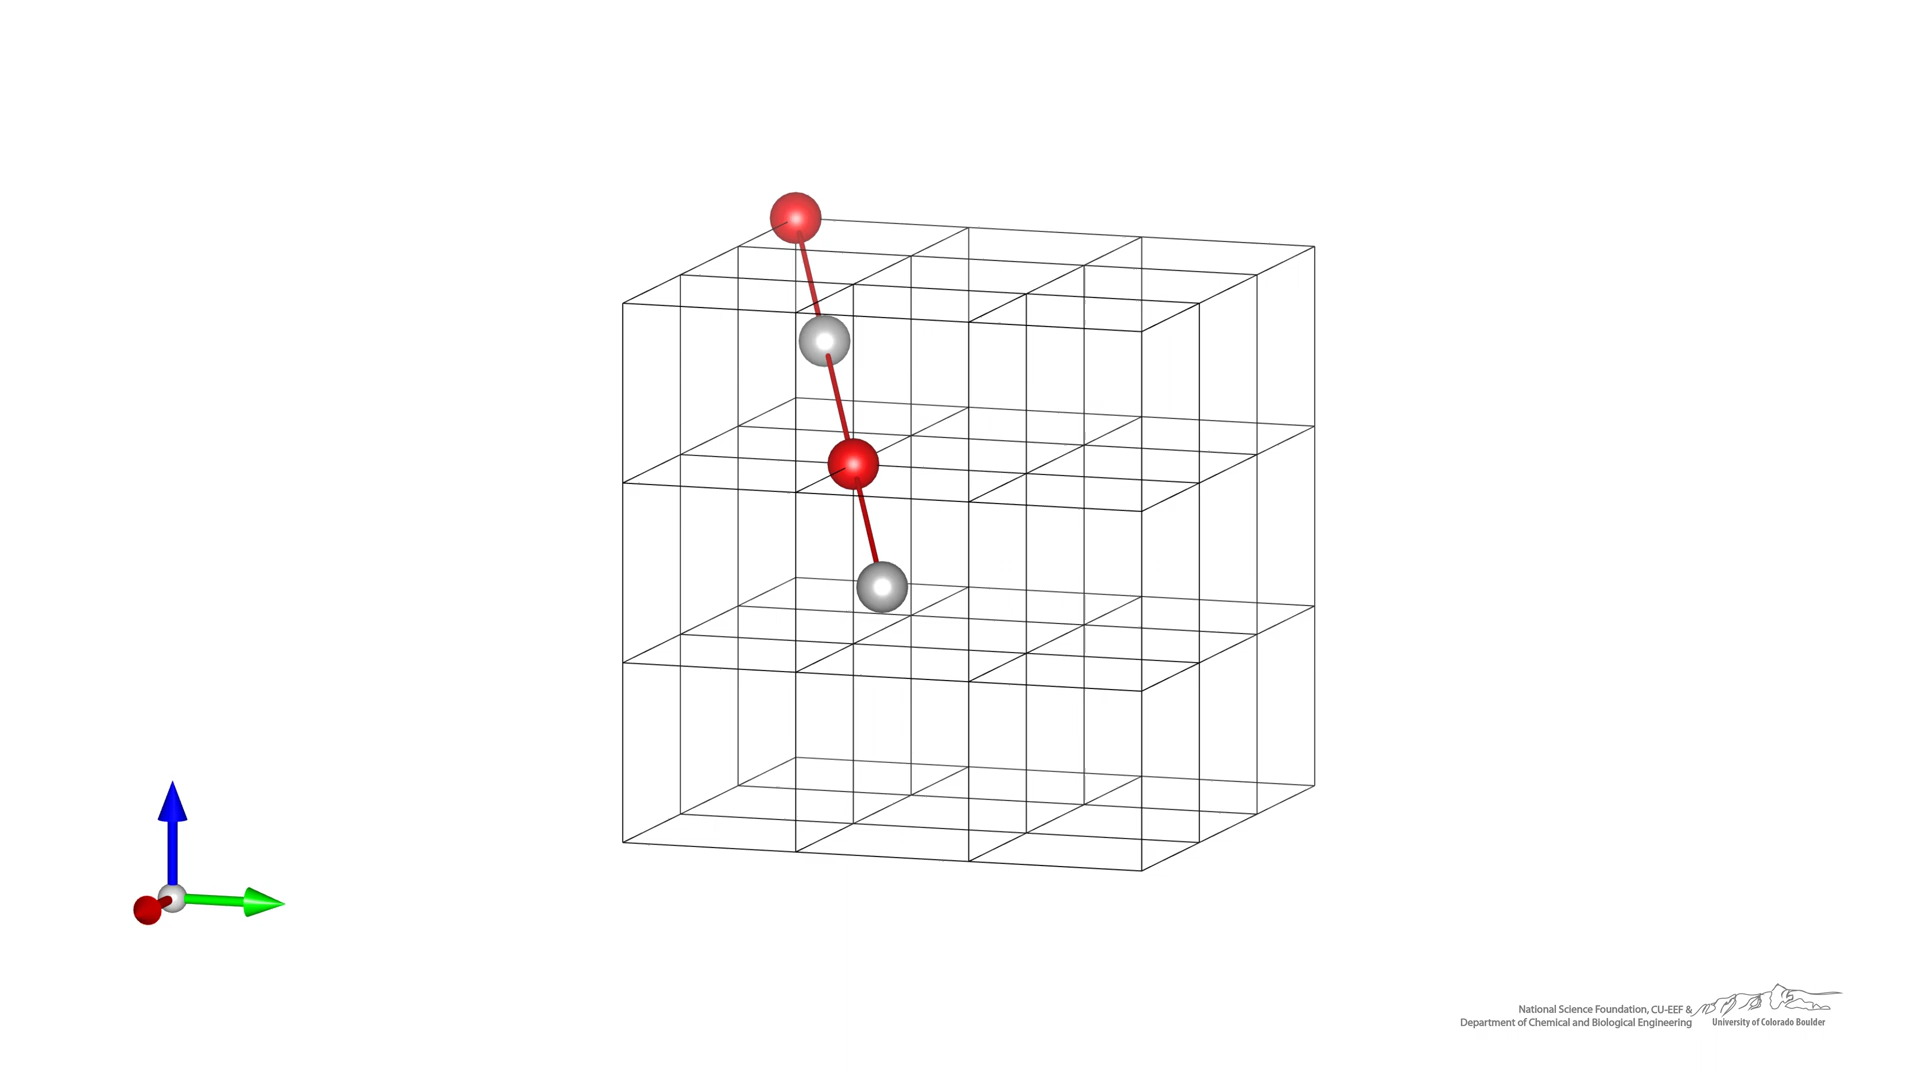 National Science Foundation, CU-EEF &
Department of Chemical and Biological Engineering
University of Colorado Boulder